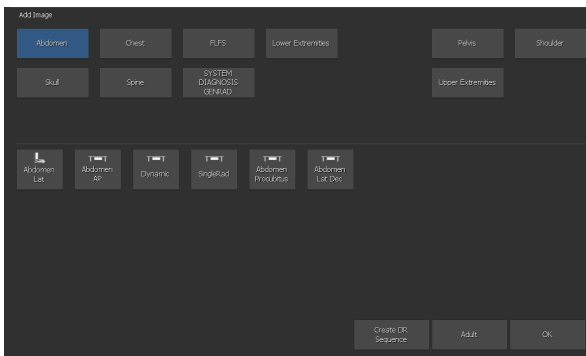 Add Image
Abdomen
Chest
FLFS
Lower Extremities
Pelvis
Shoulder
Skull
Spine
SYSTEM
DIAGNOSIS
GENRAD
Upper Extremities
Abdomen
Lat
Abdomen
AP
Dynamic
SingleRad
Abdomen
Procubitus
Abdomen
Lat Dec
Create DR
Sequence
Adult
OK